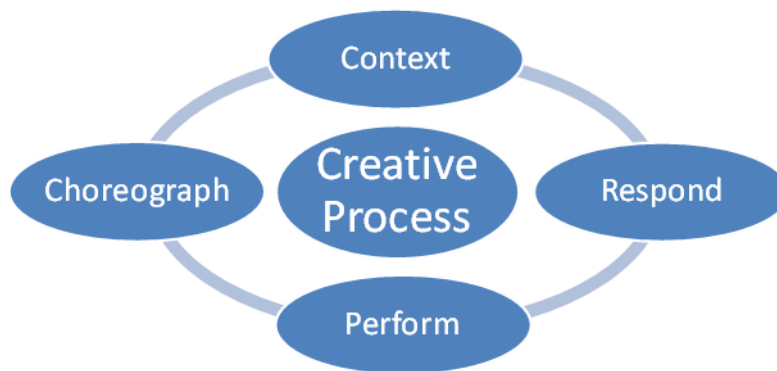 Context
Choreograph
Creative
Process
Respond
Perform